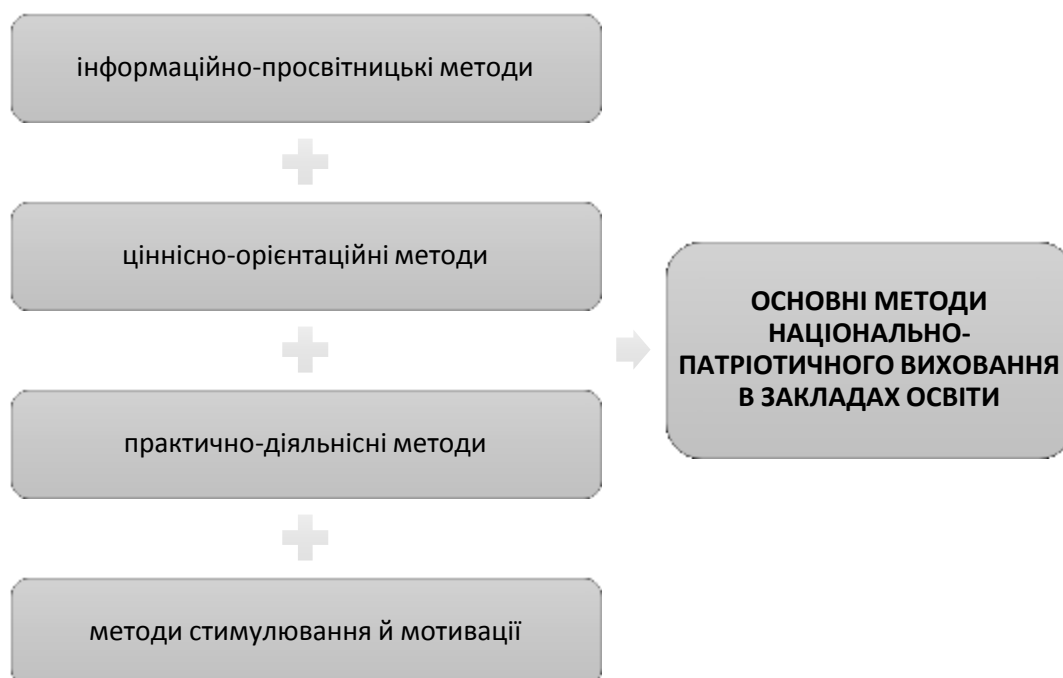 інформаційно-просвітницькі методи
ціннісно-орієнтаційні методи
практично-діяльнісні методи
методи стимулювання й мотивації
ОСНОВНІ МЕТОДИ
НАЦІОНАЛЬНО-
ПАТРІОТИЧНОГО ВИХОВАННЯ
В ЗАКЛАДАХ ОСВІТИ